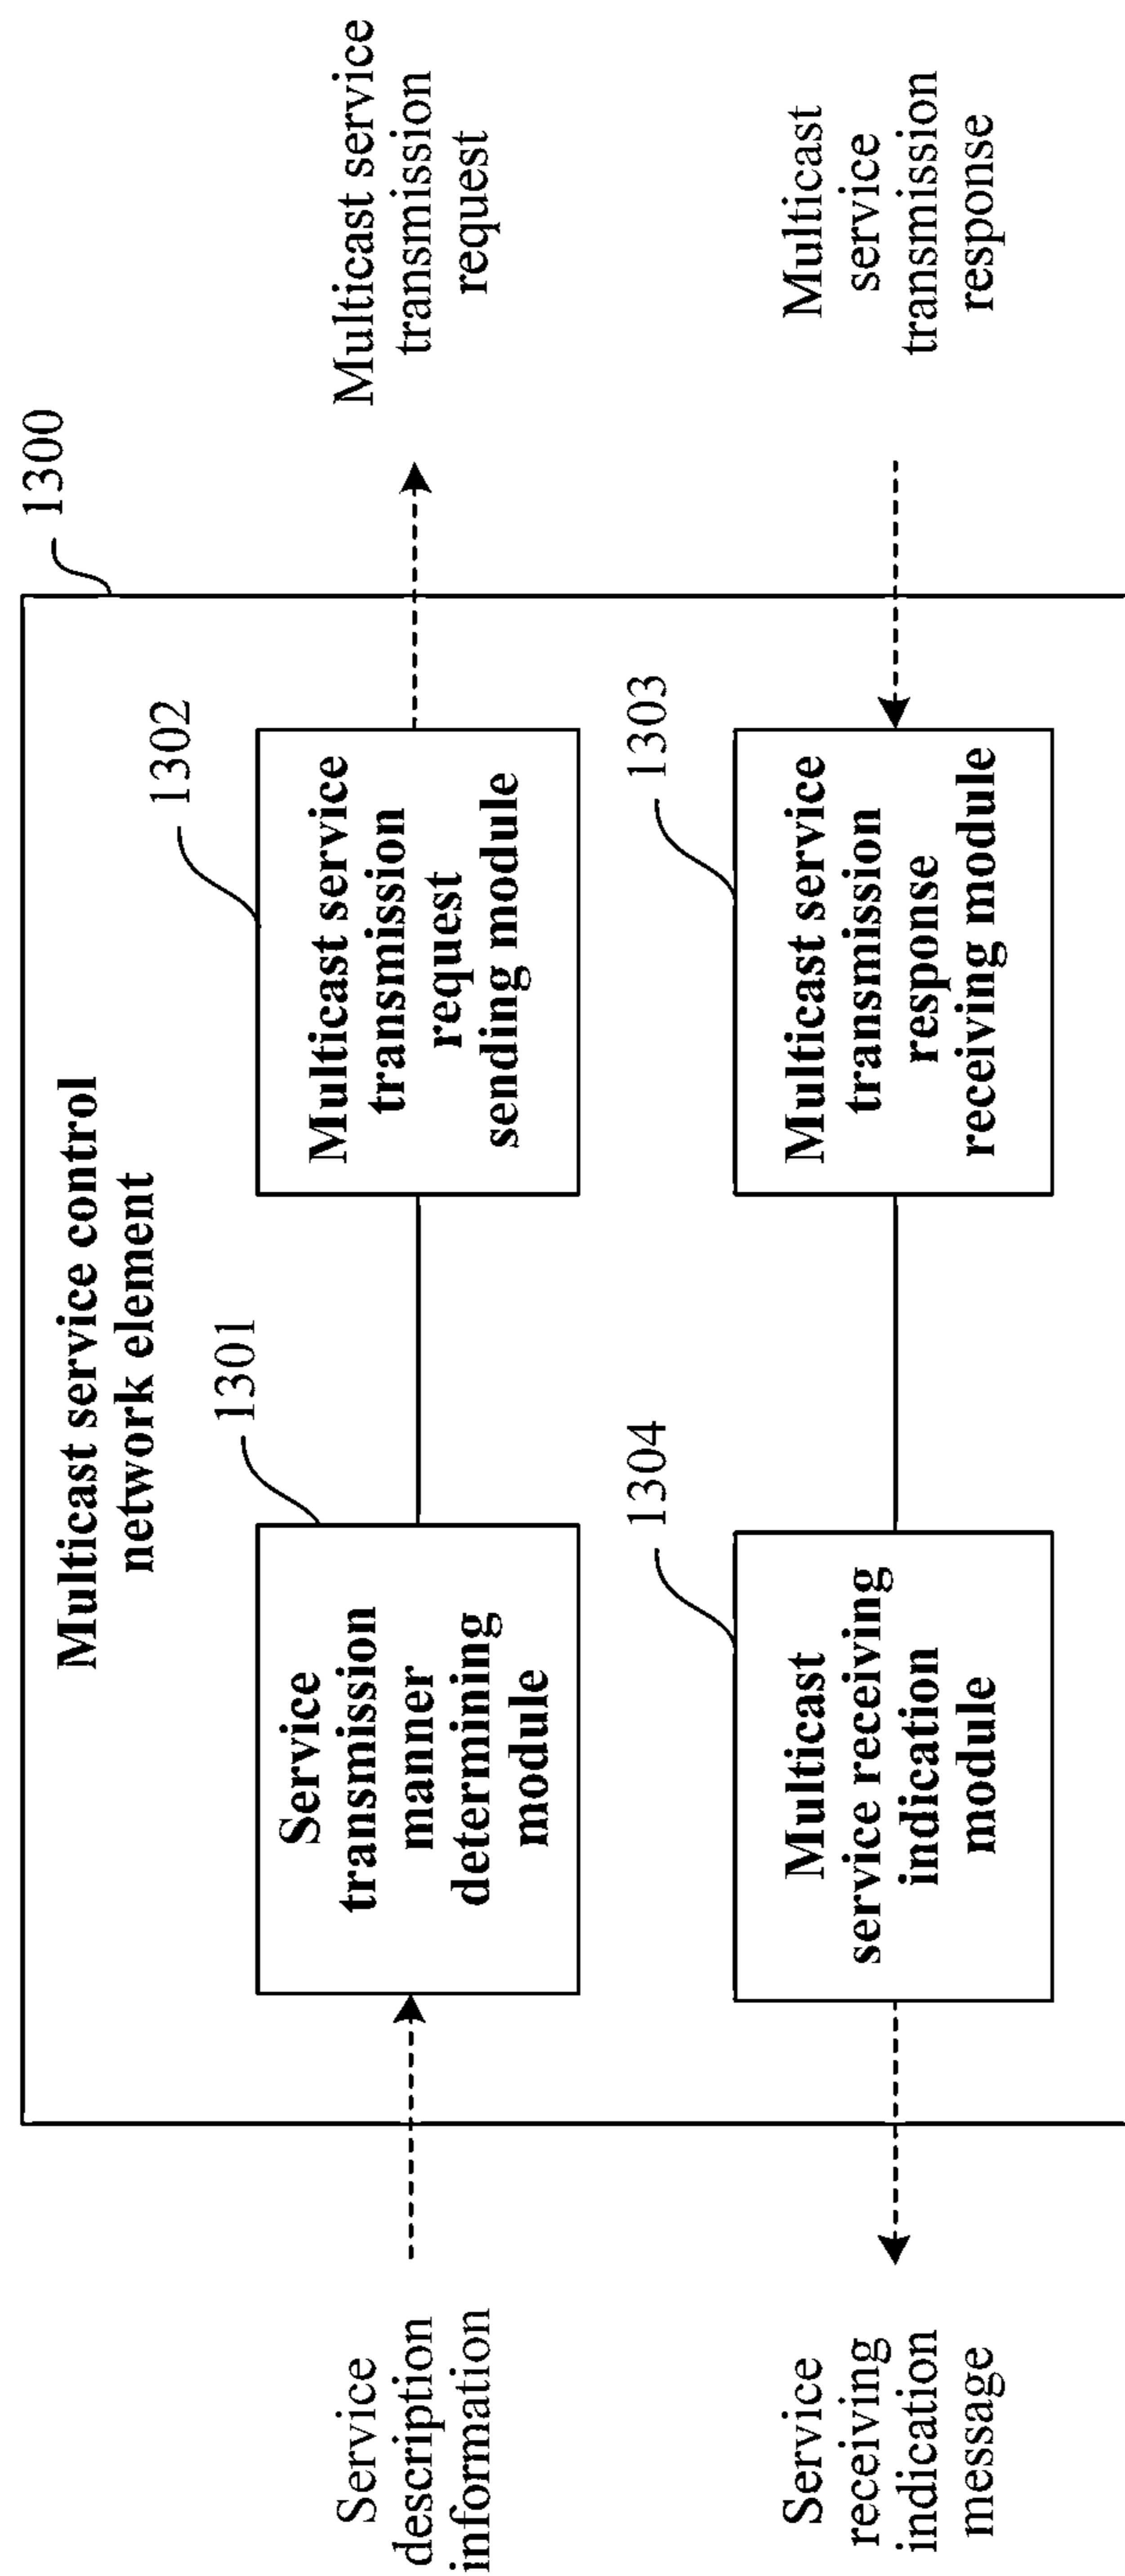 Multicast service control
network element
1300
Service
description
information
1301
Service
transmission
manner
determining
module
1302
Multicast service
transmission
request
sending module
Multicast service
transmission
request
Service
receiving
indication
message
1304
Multicast
service receiving
indication
module
1303
Multicast service
transmission
response
receiving module
Multicast
service
transmission
response